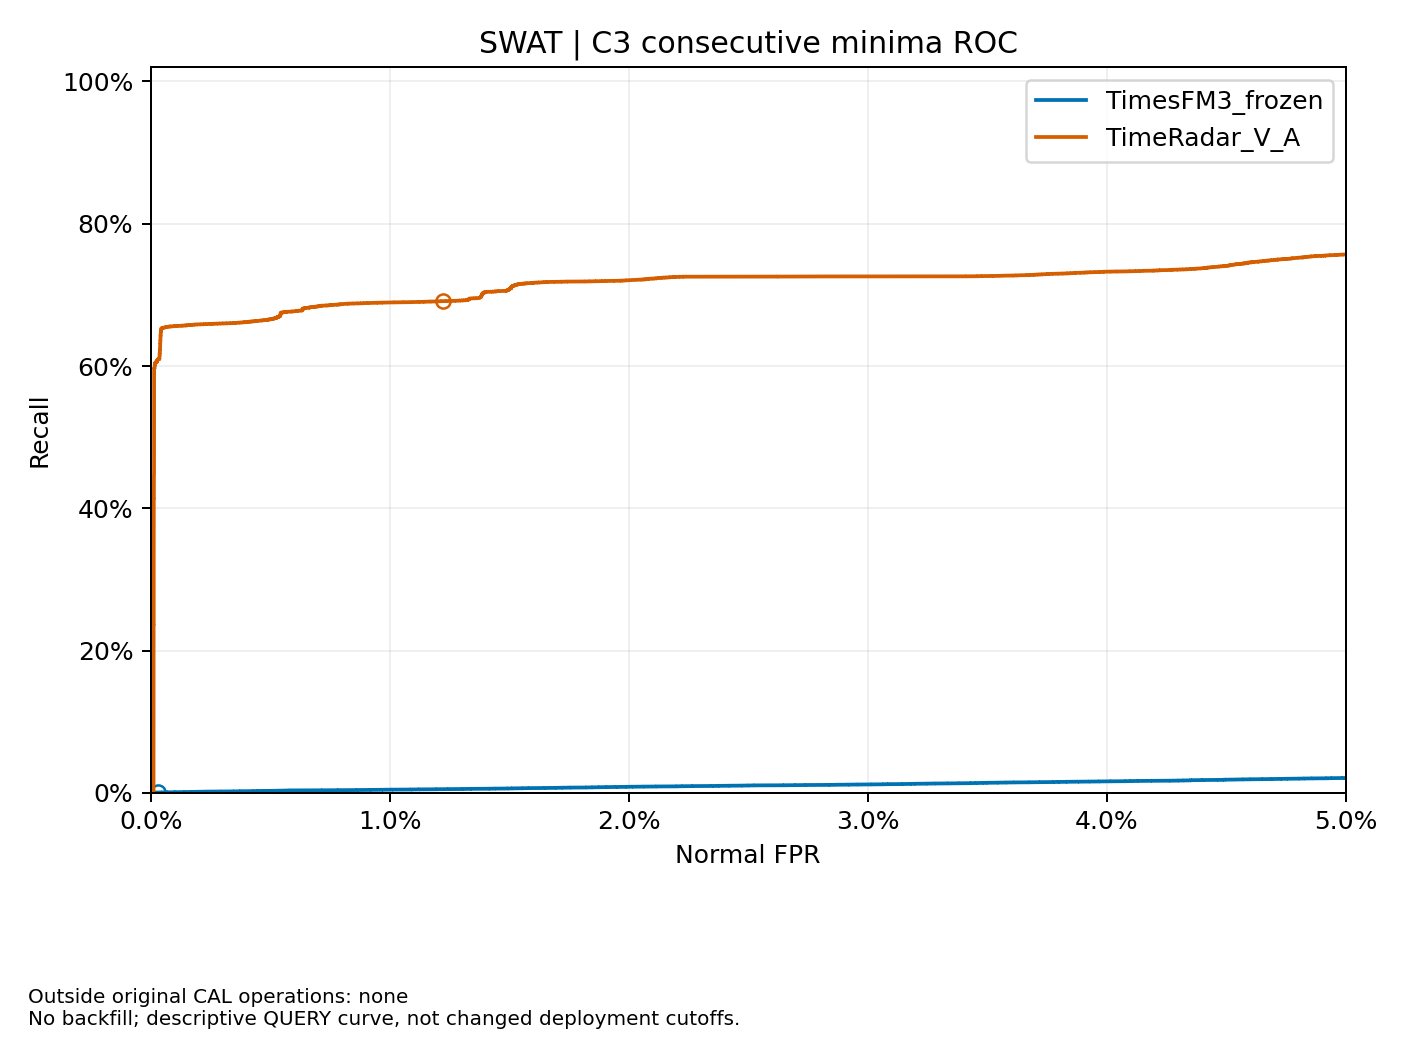 SWAT | C3 consecutive minima ROC
100%
80%
60%
40%
20%
0%
Recall
TimesFM3_frozen
TimeRadar_V_A
0.0%
1.0%
2.0%
3.0%
4.0%
5.0%
Normal FPR
Outside original CAL operations: none
No backfill; descriptive QUERY curve, not changed deployment cutoffs.